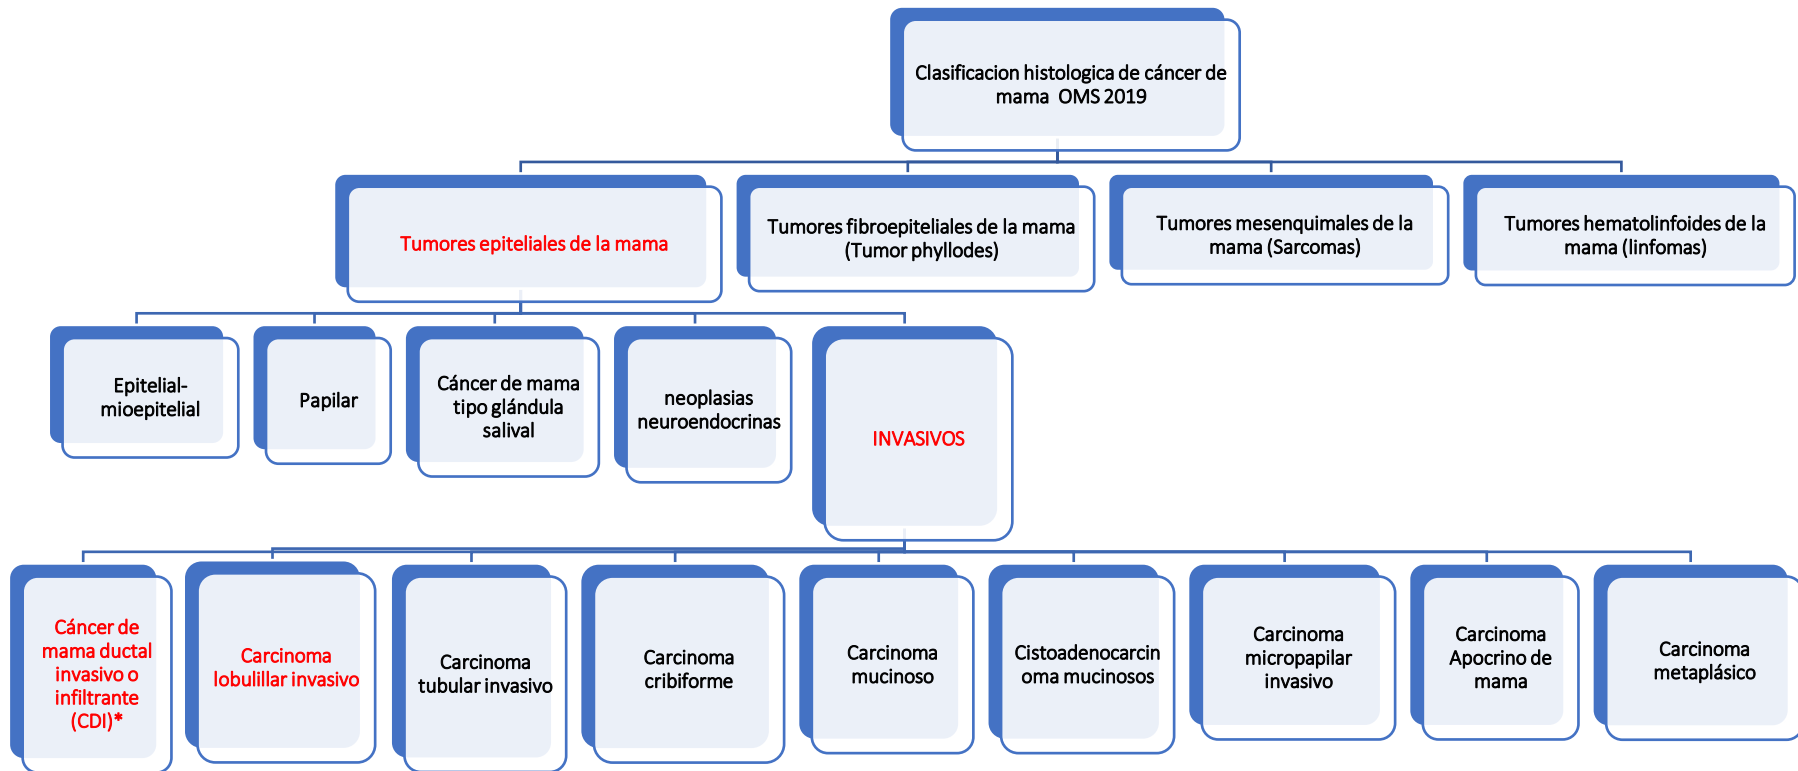 Clasificacion histologica de cáncer de
mama  OMS 2019
Tumores epiteliales de la mama
Tumores fibroepiteliales de la mama
(Tumor phyllodes)
Tumores mesenquimales de la
mama (Sarcomas)
Tumores hematolinfoides de la
mama (linfomas)
Epitelial-
mioepitelial
Papilar
Cáncer de mama
tipo glándula
salival
neoplasias
neuroendocrinas
INVASIVOS
Cáncer de
mama ductal
invasivo o
infiltrante
(CDI)*
Carcinoma
lobulillar invasivo
Carcinoma
tubular invasivo
Carcinoma
cribiforme
Carcinoma
mucinoso
Cistoadenocarcin
oma mucinosos
Carcinoma
micropapilar
invasivo
Carcinoma
Apocrino de
mama
Carcinoma
metaplásico